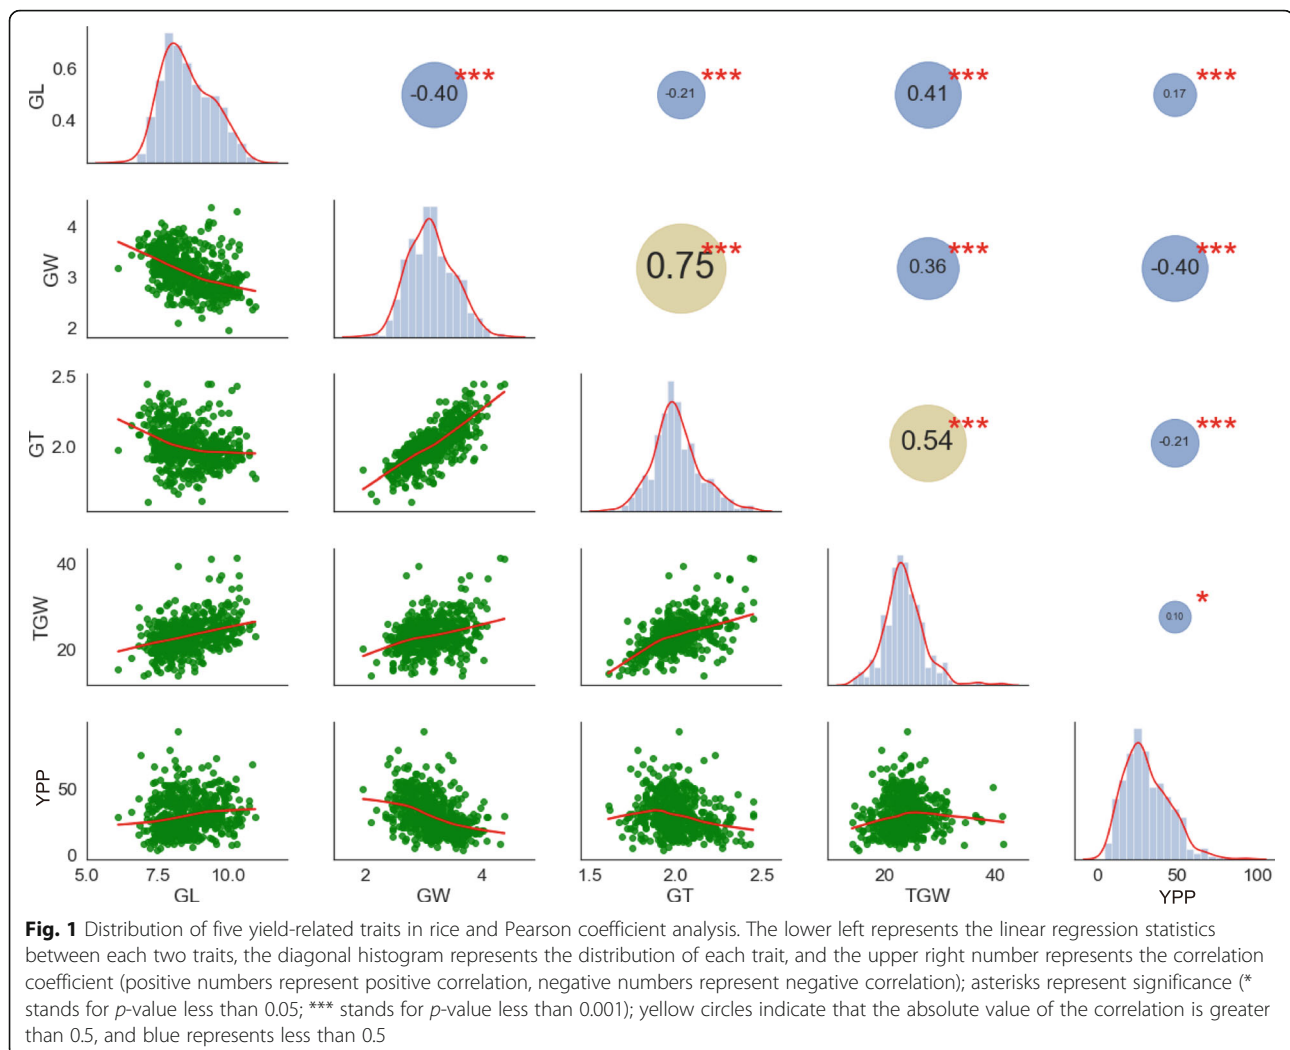 GL
0.6
0.4
-0.40
***
-0.21
***
0.41
***
0.17
***
GW
4
3
2
0.75
***
0.36
***
-0.40
***
GT
2.5
2.0
0.54
***
-0.21
***
TGW
40
20
0.10
*
YPP
50
0
5.0 7.5 10.0
2 4
1.5 2.0 2.5
20 40
0 50 100
GL GW GT TGW YPP
Fig. 1 Distribution of five yield-related traits in rice and Pearson coefficient analysis. The lower left represents the linear regression statistics
between each two traits, the diagonal histogram represents the distribution of each trait, and the upper right number represents the correlation
coefficient (positive numbers represent positive correlation, negative numbers represent negative correlation); asterisks represent significance (*
stands for p-value less than 0.05; *** stands for p-value less than 0.001); yellow circles indicate that the absolute value of the correlation is greater
than 0.5, and blue represents less than 0.5